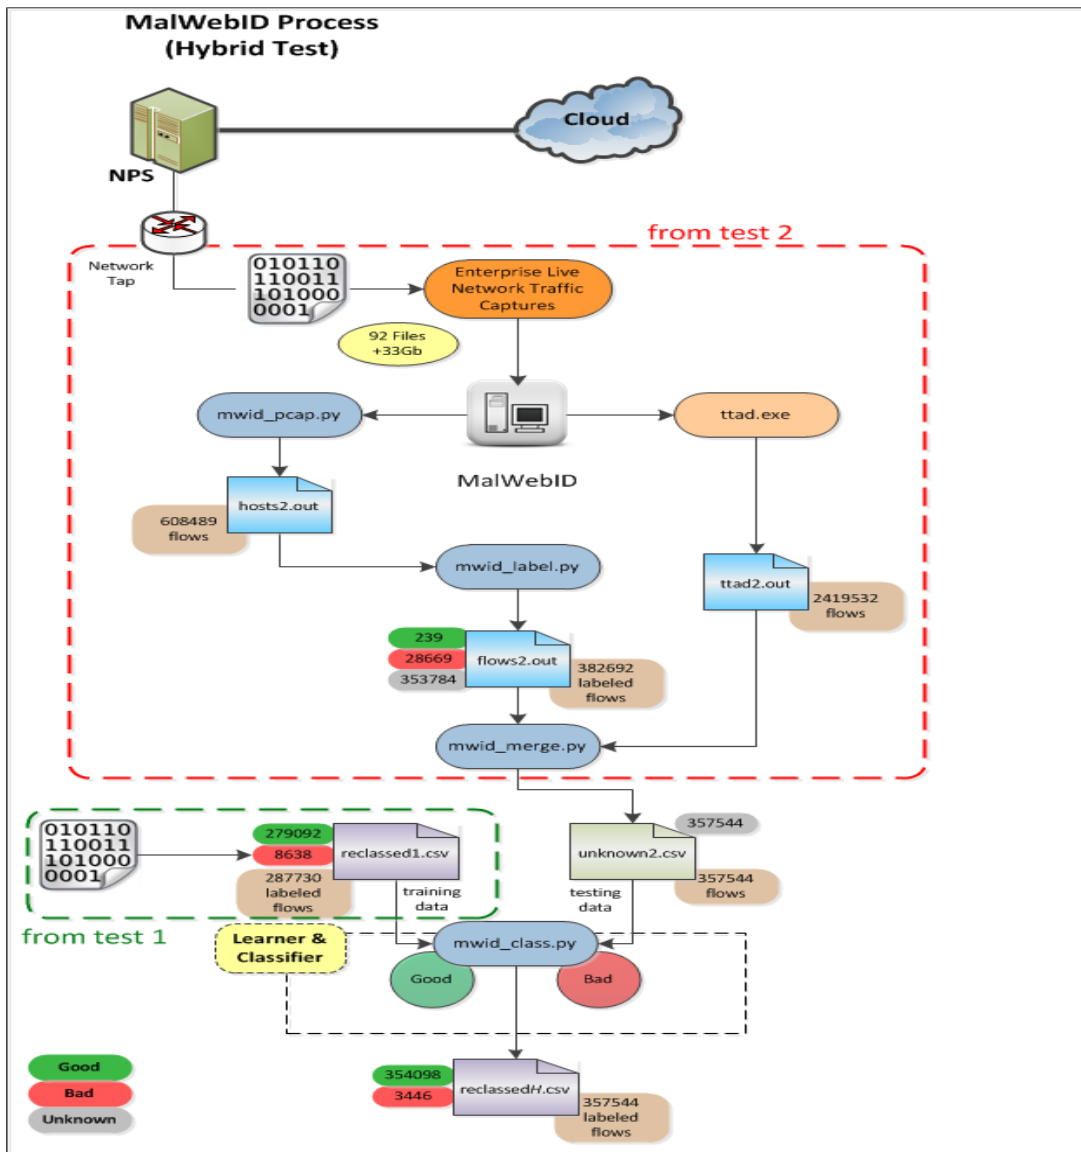 MalWebID Process
(Hybrid Test)
Cloud
NPS
from test 2
Network
Tap
010110
110011
101000
0001
Enterprise Live
Network Traffic
Captures
92 Files
+33Gb
mwid_pcap.py
ttad.exe
MalWebID
hosts2.out
608489
flows
mwid_label.py
ttad2.out
2419532
flows
239
28669
353784
flows2.out
382692
labeled
flows
mwid_merge.py
010110
110011
101000
0001
279092
8638
287730
labeled
flows
reclassed1.csv
training
data
357544
unknown2.csv
357544
flows
testing
data
from test 1
Learner &
Classifier
mwid_class.py
Good
Bad
354098
3446
reclassedH.csv
357544
labeled
flows
Good
Bad
Unknown